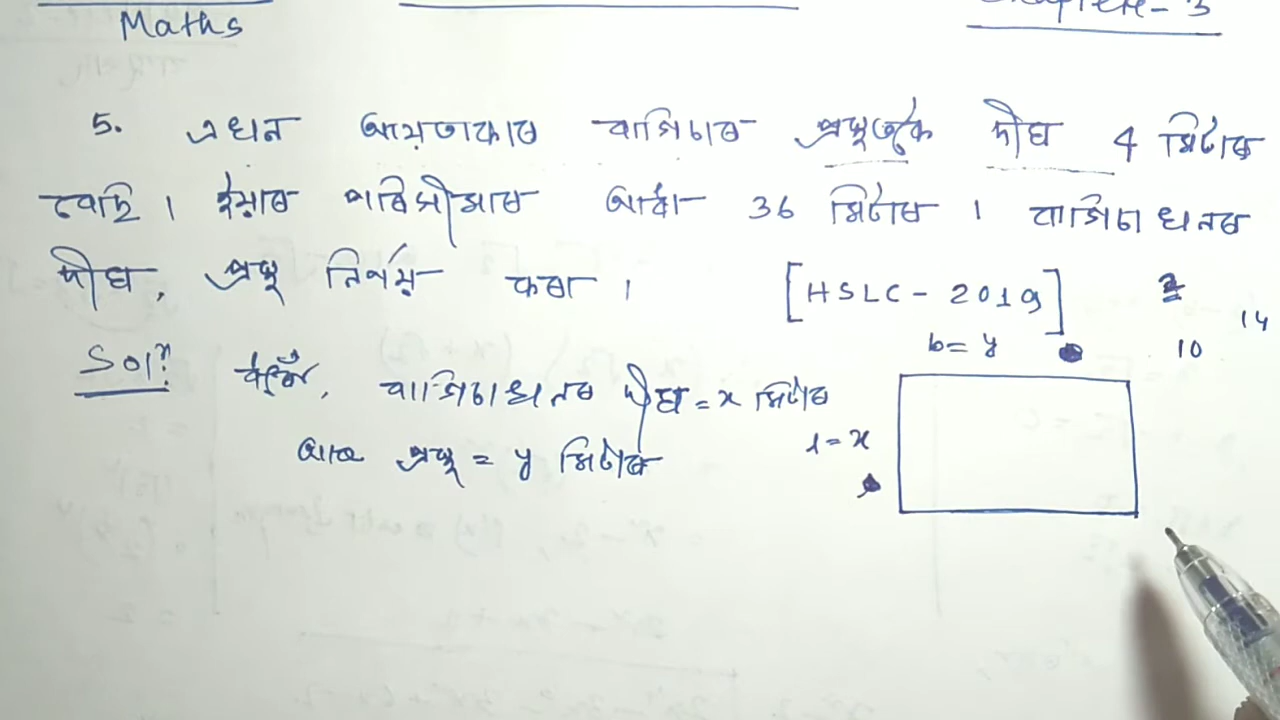 Maths
5. এখন আয়তাকাৰ বাগিচাৰ প্ৰস্থতকৈ দীঘ 4 মিটাৰ
বেছি। ইয়াৰ পৰিসীমাৰ আধা 36 মিটাৰ। বাগিচাখনৰ
দীঘ, প্ৰস্থ নিৰ্ণয় কৰা। [HSLC - 2019]
14
10
b = y
Solⁿ: ধৰোঁ, বাগিচাখনৰ দীঘ = x মিটাৰ
আৰু প্ৰস্থ = y মিটাৰ
l = x